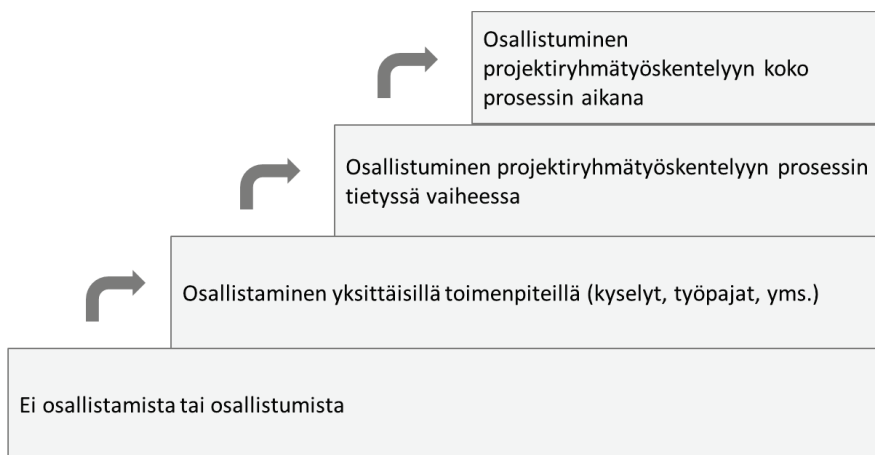 Osallistuminen
projektiryhmätyöskentelyyn koko
prosessin aikana
Osallistuminen projektiryhmätyöskentelyyn prosessin
tietyssä vaiheessa
Osallistaminen yksittäisillä toimenpiteillä (kyselyt, työpajat, yms.)
Ei osallistamista tai osallistumista